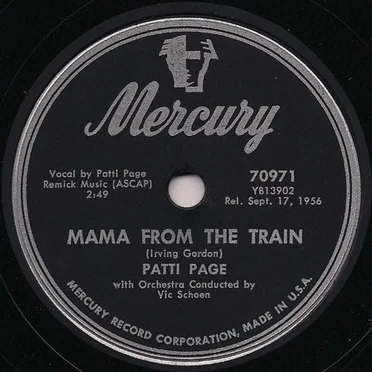 Mercury
Vocal by Patti Page
Remick Music (ASCAP)
2:49
70971
YB13902
Rel. Sept. 17, 1956
MAMA FROM THE TRAIN
(Irving Gordon)
PATTI PAGE
with Orchestra Conducted by
Vic Schoen
MERCURY RECORD CORPORATION, MADE IN U.S.A.